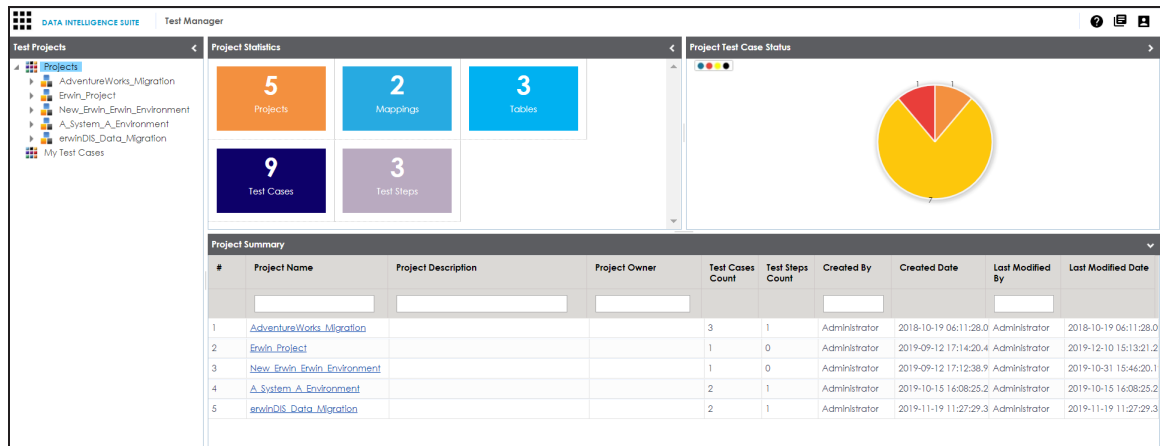 DATA INTELLIGENCE SUITE Test Manager
Test Projects
Projects
AdventureWorks_Migration
Erwin_Project
New_Erwin_Erwin_Environment
A_System_A_Environment
erwinDIS_Data_Migration
My Test Cases
Project Statistics
5
Projects
2
Mappings
3
Tables
9
Test Cases
3
Test Steps
Project Test Case Status
1 1
7
Project Summary
# Project Name Project Description Project Owner Test Cases Count Test Steps Count Created By Created Date Last Modified By Last Modified Date
1 AdventureWorks_Migration 3 1 Administrator 2018-10-19 06:11:28.0 Administrator 2018-10-19 06:11:28.0
2 Erwin_Project 1 0 Administrator 2019-09-12 17:14:20.4 Administrator 2019-12-10 15:13:21.2
3 New_Erwin_Erwin_Environment 1 0 Administrator 2019-09-12 17:12:38.9 Administrator 2019-10-31 15:46:20.1
4 A_System_A_Environment 2 1 Administrator 2019-10-15 16:08:25.2 Administrator 2019-10-15 16:08:25.2
5 erwinDIS_Data_Migration 2 1 Administrator 2019-11-19 11:27:29.3 Administrator 2019-11-19 11:27:29.3